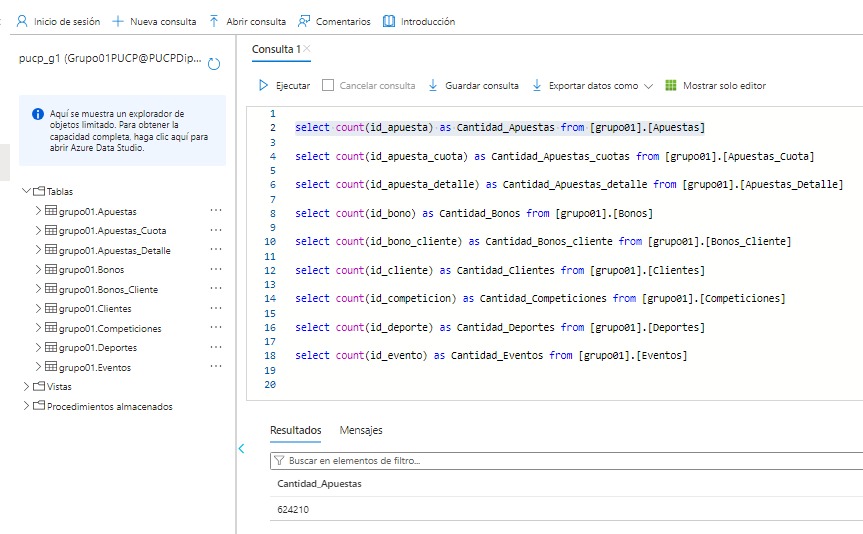 Inicio de sesión Nueva consulta Abrir consulta Comentarios Introducción
pucp_g1 (Grupo01PUCP@PUCPDip...
Aquí se muestra un explorador de
objetos limitado. Para obtener la
capacidad completa, haga clic aquí para
abrir Azure Data Studio.
Tablas
grupo01.Apuestas ...
grupo01.Apuestas_Cuota ...
grupo01.Apuestas_Detalle ...
grupo01.Bonos ...
grupo01.Bonos_Cliente ...
grupo01.Clientes ...
grupo01.Competiciones ...
grupo01.Deportes ...
grupo01.Eventos ...
Vistas
Procedimientos almacenados
Consulta 1
Ejecutar Cancelar consulta Guardar consulta Exportar datos como Mostrar solo editor
1
2 select count(id_apuesta) as Cantidad_Apuestas from [grupo01].[Apuestas]
3
4 select count(id_apuesta_cuota) as Cantidad_Apuestas_cuotas from [grupo01].[Apuestas_Cuota]
5
6 select count(id_apuesta_detalle) as Cantidad_Apuestas_detalle from [grupo01].[Apuestas_Detalle]
7
8 select count(id_bono) as Cantidad_Bonos from [grupo01].[Bonos]
9
10 select count(id_bono_cliente) as Cantidad_Bonos_cliente from [grupo01].[Bonos_Cliente]
11
12 select count(id_cliente) as Cantidad_Clientes from [grupo01].[Clientes]
13
14 select count(id_competicion) as Cantidad_Competiciones from [grupo01].[Competiciones]
15
16 select count(id_deporte) as Cantidad_Deportes from [grupo01].[Deportes]
17
18 select count(id_evento) as Cantidad_Eventos from [grupo01].[Eventos]
19
20
Resultados Mensajes
Buscar en elementos de filtro...
Cantidad_Apuestas
624210